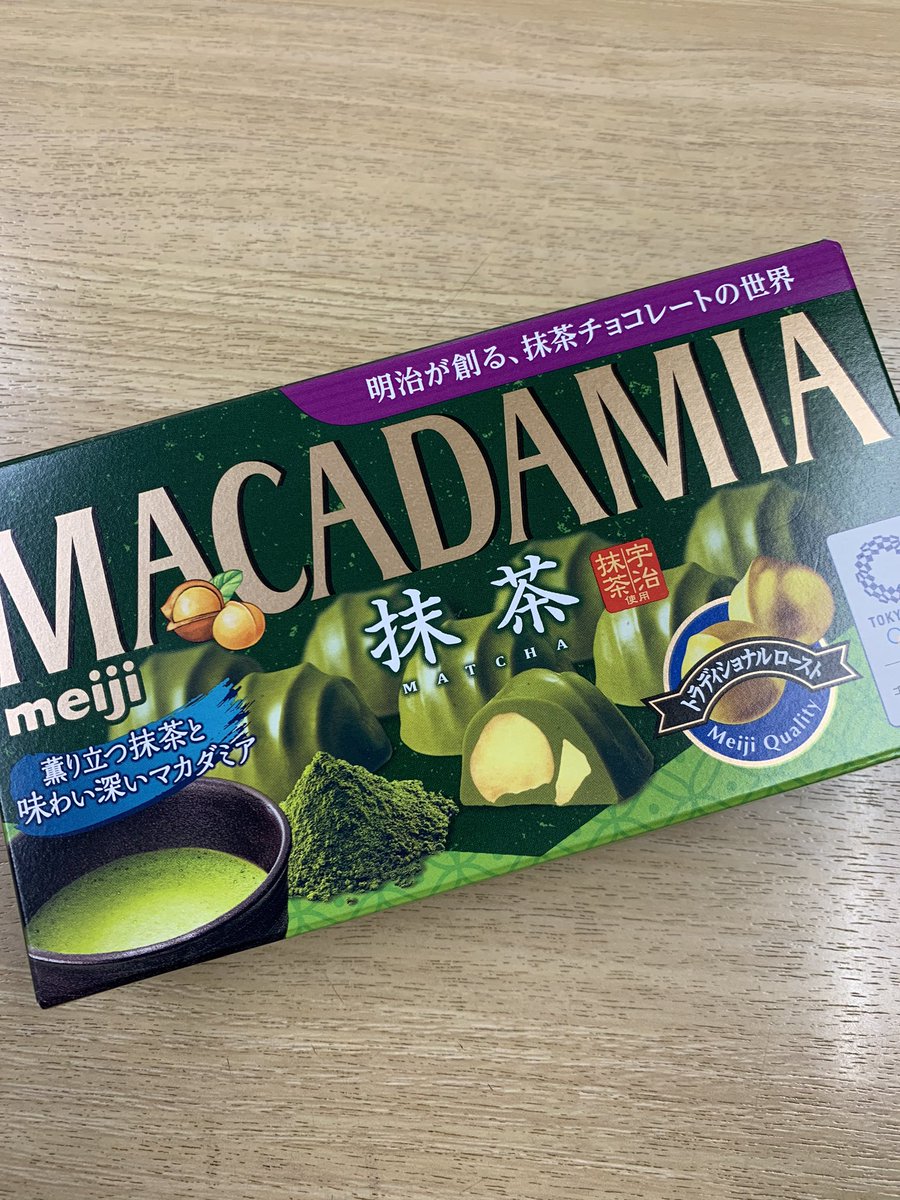 明治が創る、抹茶チョコレートの世界
MACADAMIA
meiji
抹茶
MATCHA
宇治
抹茶
使用
薫り立つ抹茶と
味わい深いマカダミア
トラディショナル ロースト
Meiji Quality